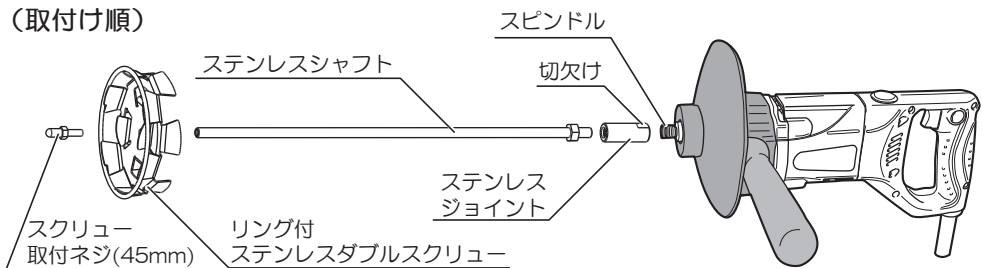 （取付け順）
スピンドル
ステンレスシャフト
切欠け
ステンレス
ジョイント
スクリュー
取付ネジ(45mm)
リング付
ステンレスダブルスクリュー